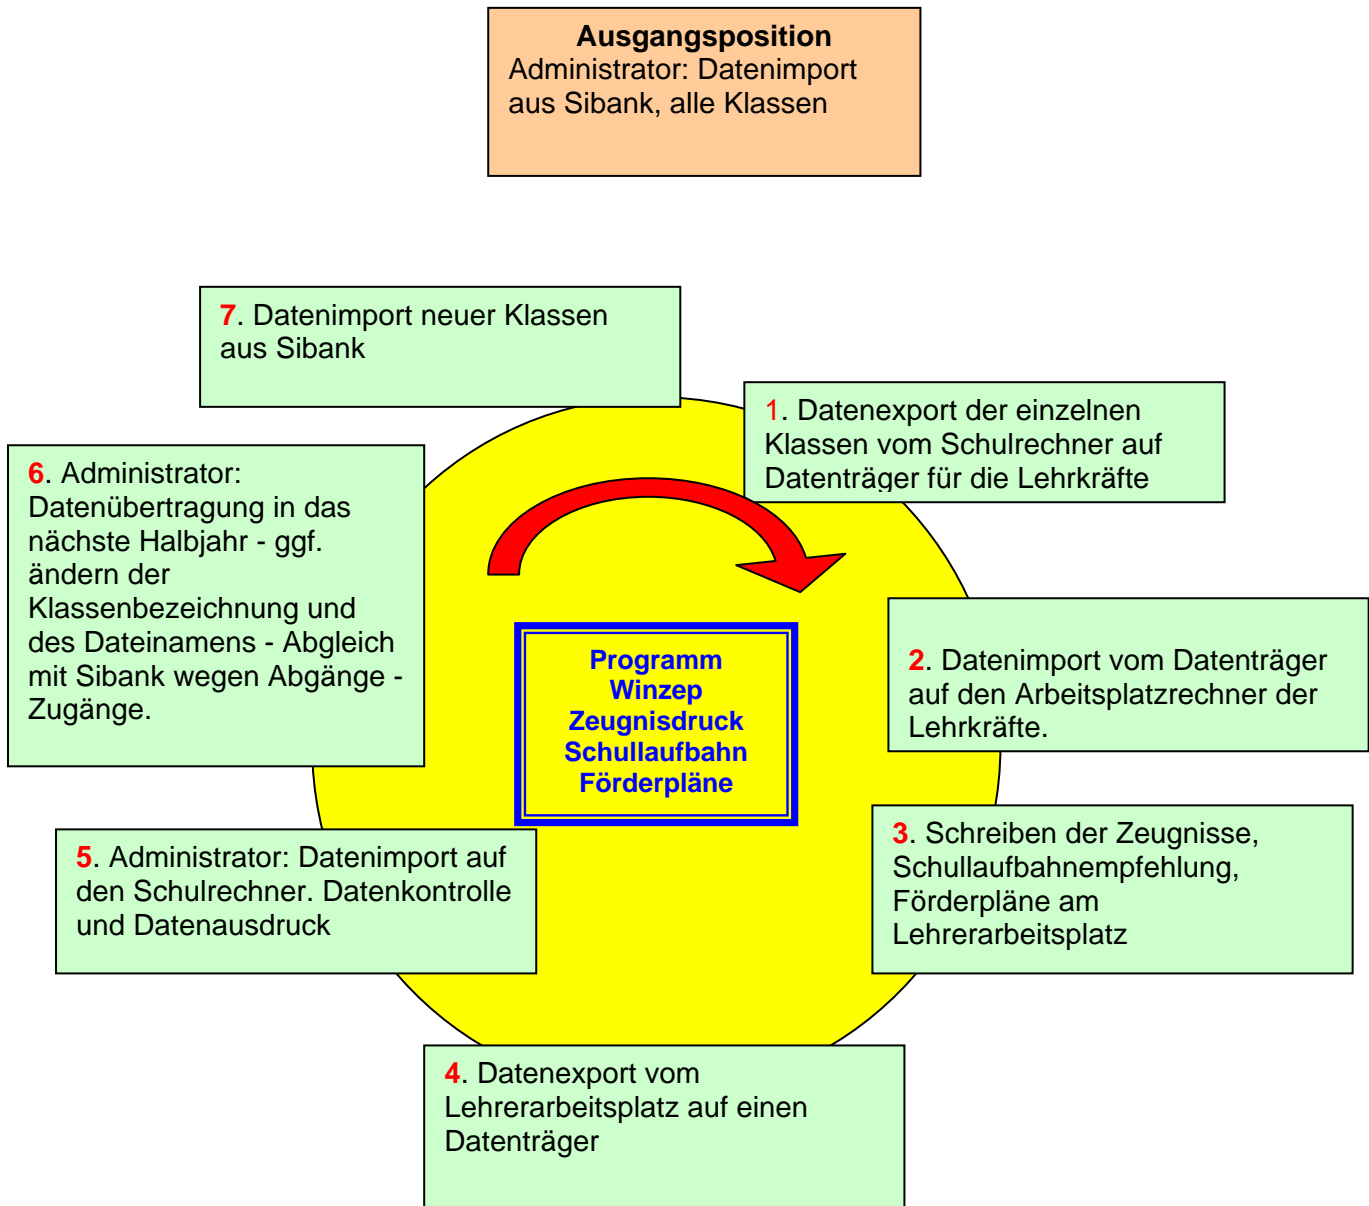 Ausgangsposition
Administrator: Datenimport
aus Sibank, alle Klassen
7. Datenimport neuer Klassen
aus Sibank
1. Datenexport der einzelnen
Klassen vom Schulrechner auf
Datenträger für die Lehrkräfte
6. Administrator:
Datenübertragung in das
nächste Halbjahr - ggf.
ändern der
Klassenbezeichnung und
des Dateinamens - Abgleich
mit Sibank wegen Abgänge -
Zugänge.
2. Datenimport vom Datenträger
auf den Arbeitsplatzrechner der
Lehrkräfte.
Programm
Winzep
Zeugnisdruck
Schullaufbahn
Förderpläne
3. Schreiben der Zeugnisse,
Schullaufbahnempfehlung,
Förderpläne am
Lehrerarbeitsplatz
5. Administrator: Datenimport auf
den Schulrechner. Datenkontrolle
und Datenausdruck
4. Datenexport vom
Lehrerarbeitsplatz auf einen
Datenträger